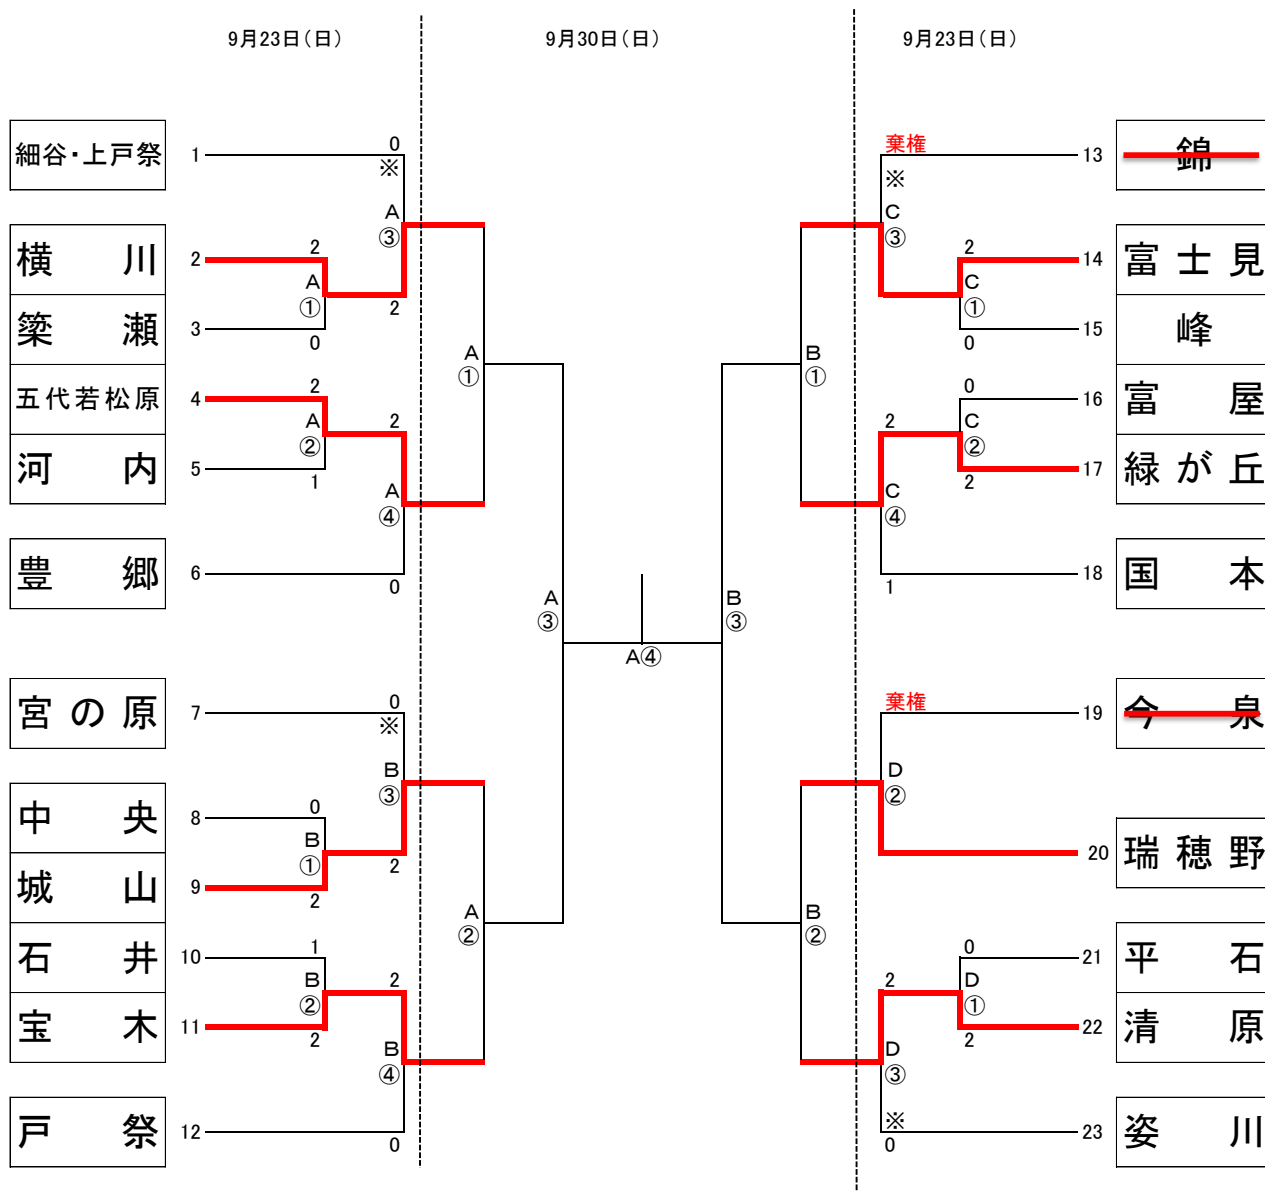 9月23日(日)
9月30日(日)
9月23日(日)
細谷・上戸祭
1
0
※
A
③
横川
2
2
A
①
2
簗瀬
3
0
五代若松原
4
2
A
②
2
河内
5
1
A
④
豊郷
6
0
A
①
宮の原
7
0
※
B
③
中央
8
0
B
①
2
城山
9
2
石井
10
1
B
②
2
宝木
11
2
B
④
戸祭
12
0
A
②
A
③
A④
B
③
棄権
※
13
錦
C
③
2
14
富士見
C
①
0
15
峰
B
①
0
16
富屋
2
C
②
2
17
緑が丘
C
④
1
18
国本
棄権
19
今泉
D
②
20
瑞穂野
B
②
0
21
平石
2
D
①
2
22
清原
D
③
※
0
23
姿川